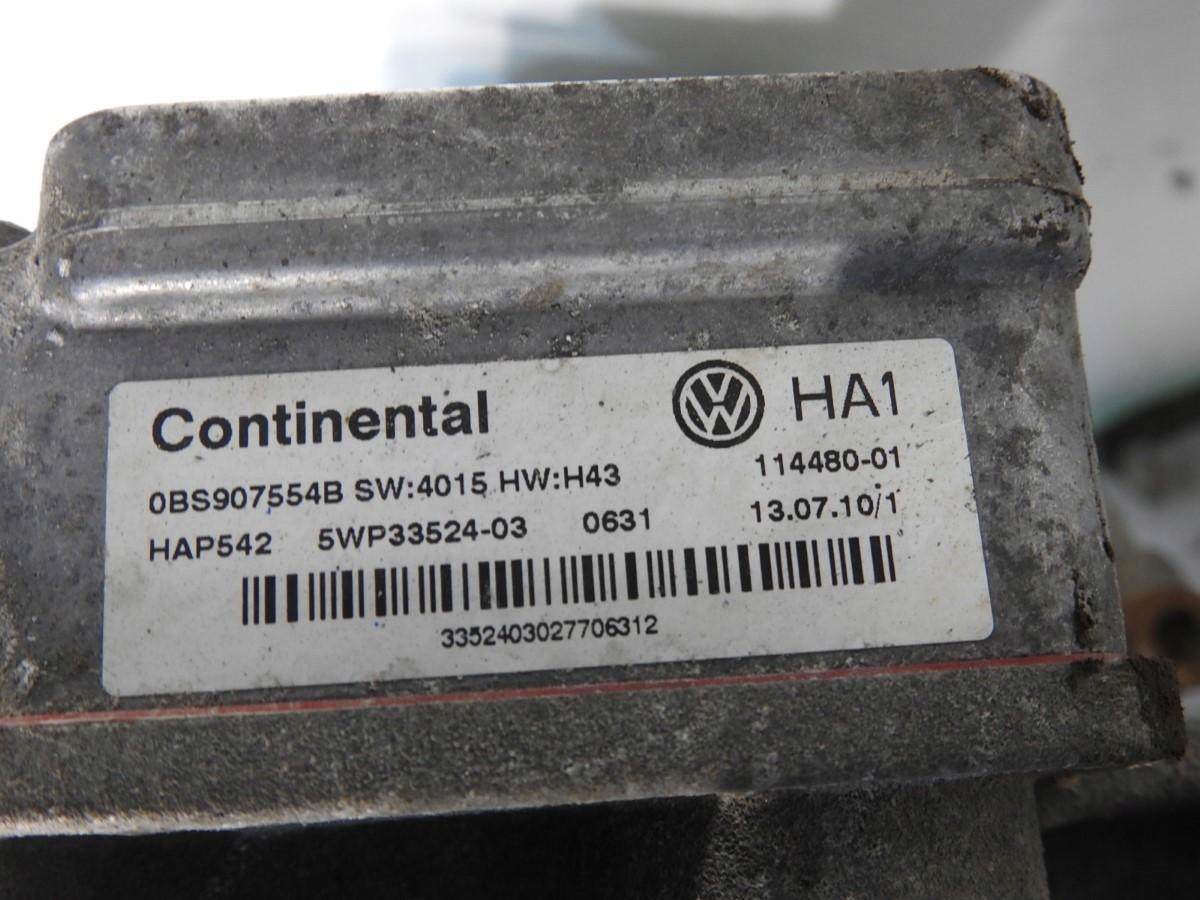 Continental HA1
114480-01
0BS907554B SW:4015 HW:H43
HAP542 5WP33524-03 0631 13.07.10/1
3352403027706312